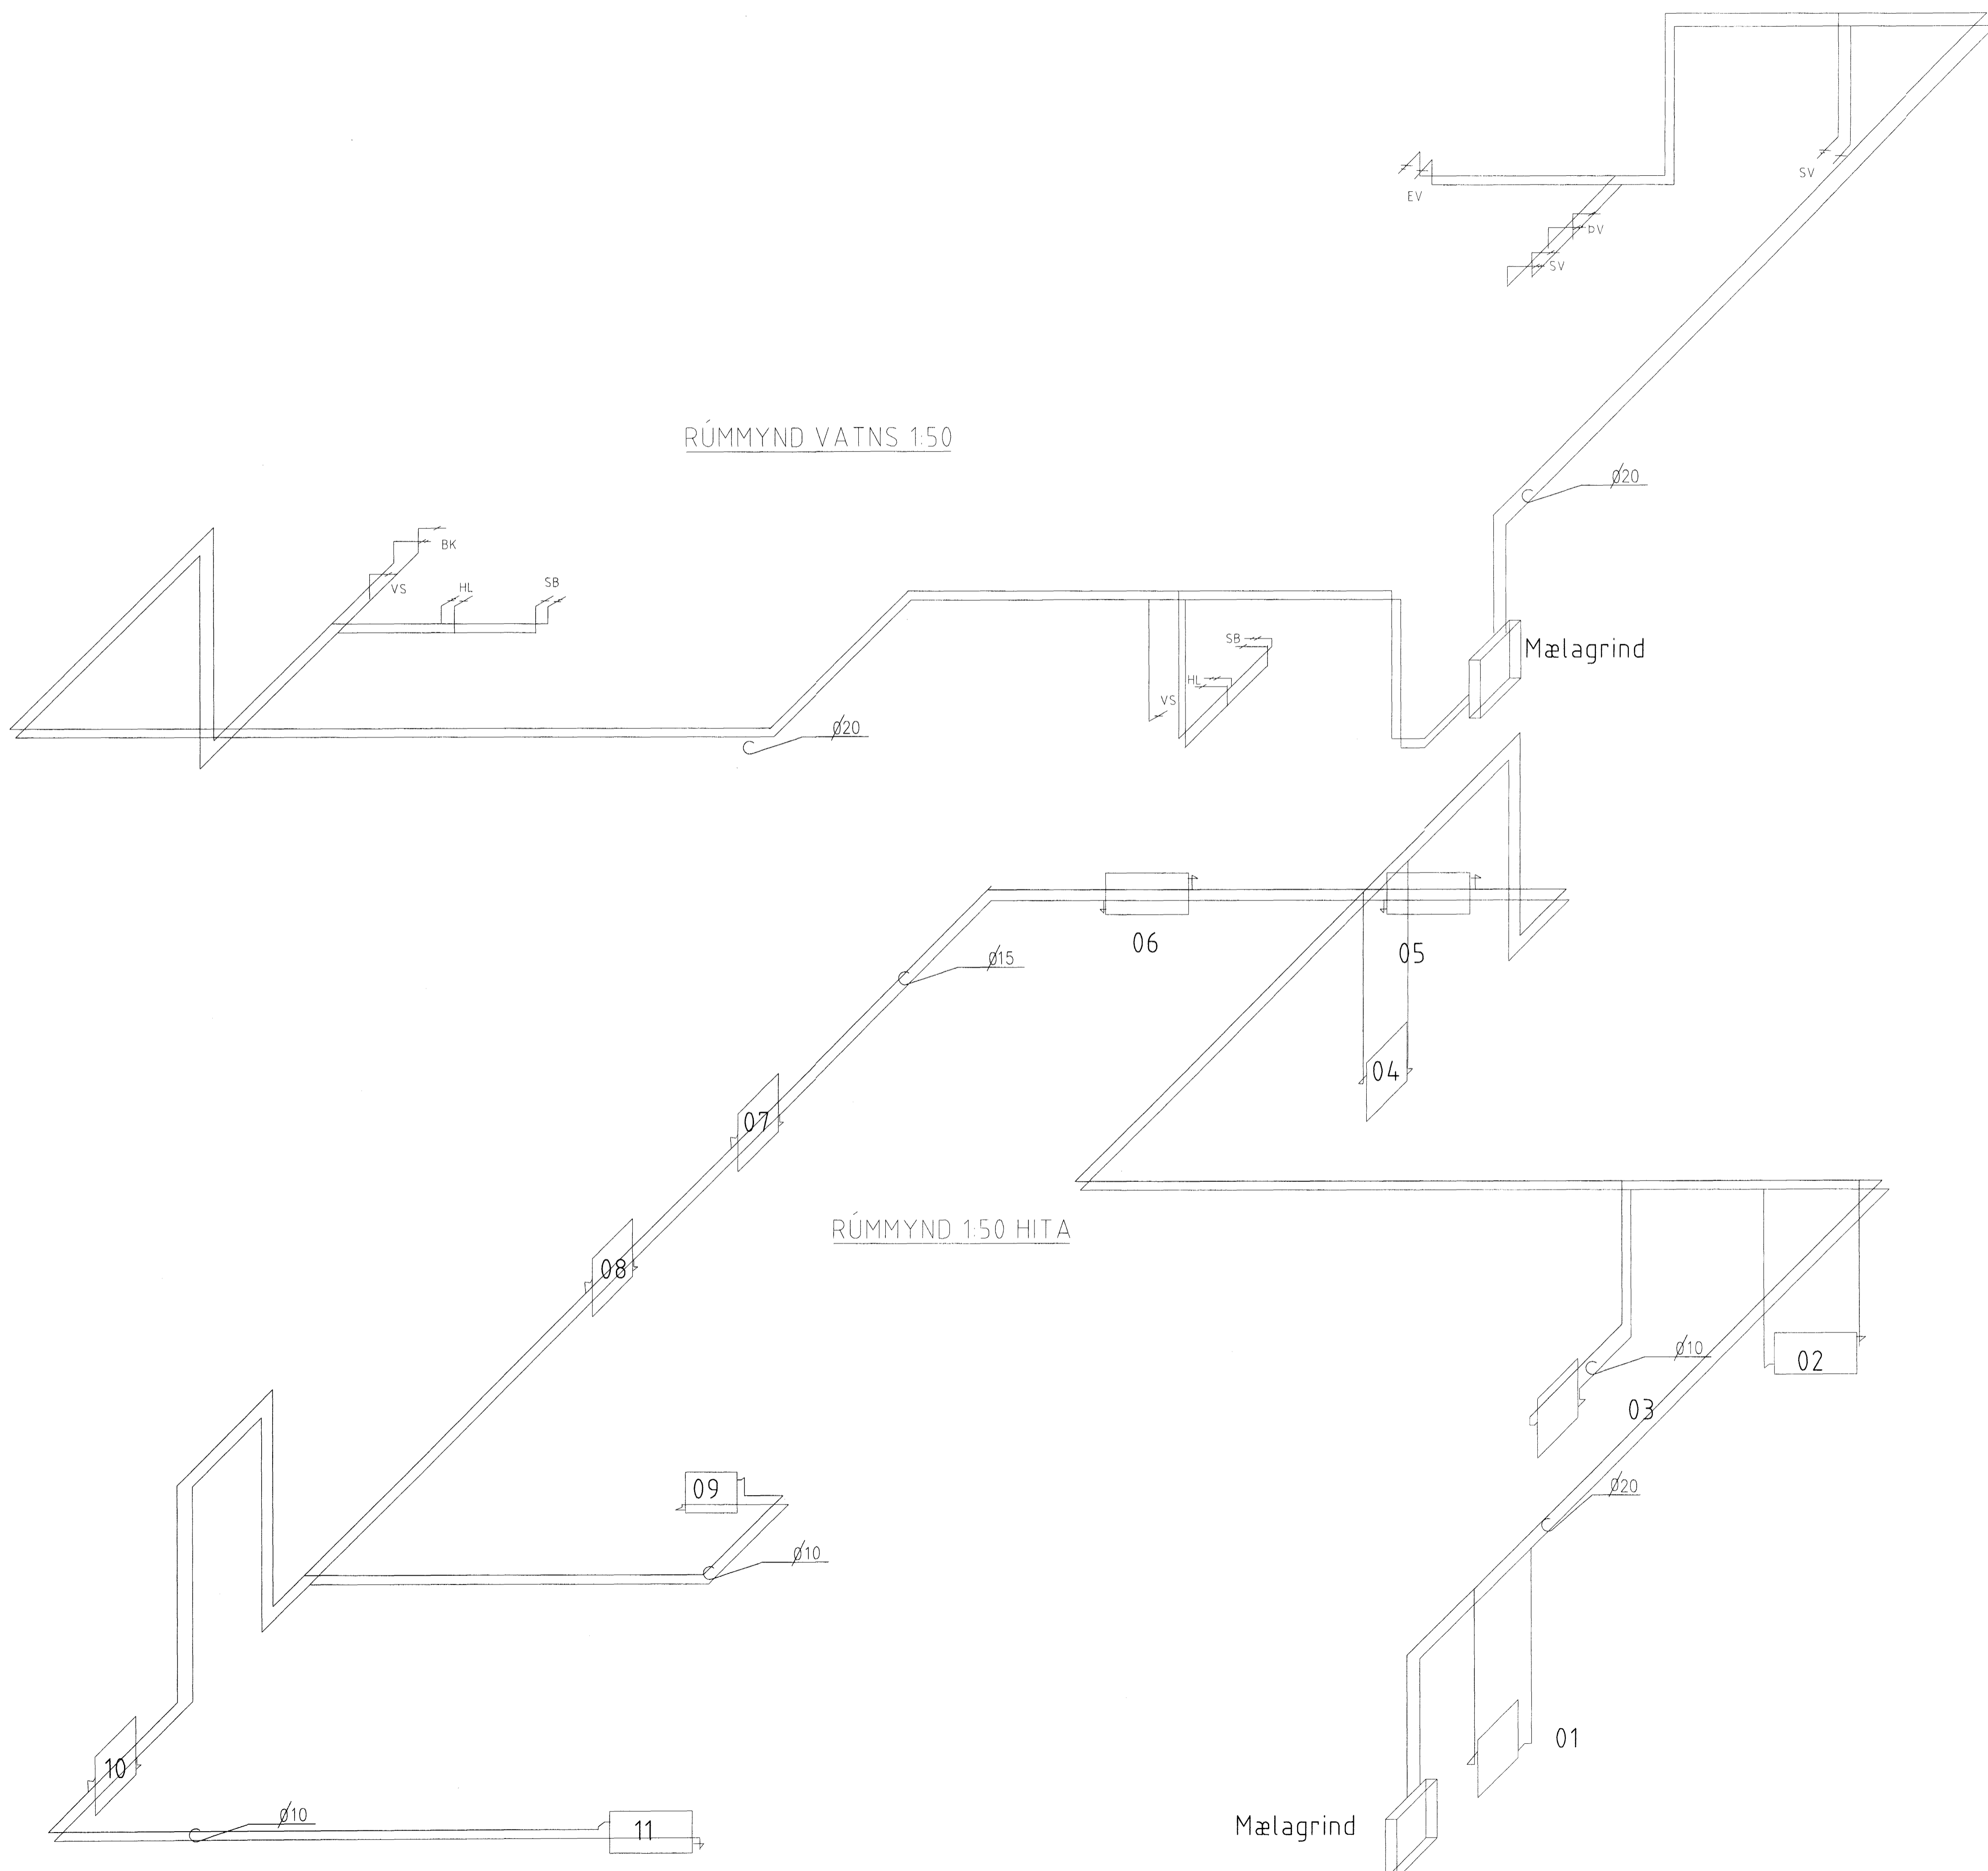 EV
SV
ÞV
SV
RÚMMYND VATNS 1:50
Ø20
BK
VS
HL
SB
SB
HL
VS
Mælagrind
Ø20
06
05
Ø15
04
07
RÚMMYND 1:50 HITA
08
Ø10
02
03
09
Ø20
Ø10
01
10
Ø10
11
Mælagrind